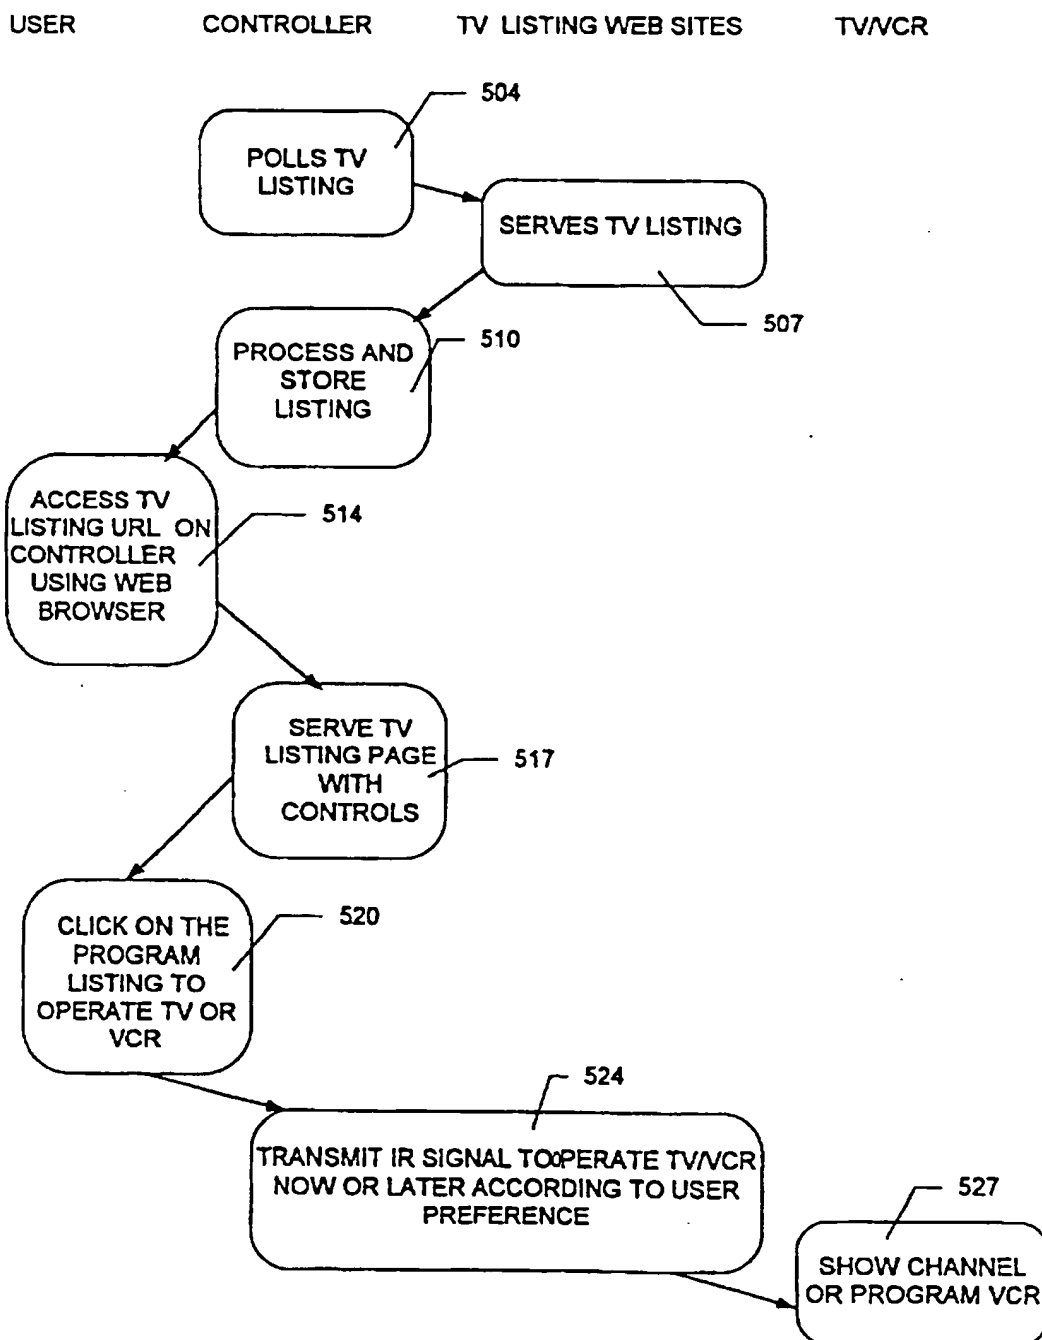 USER CONTROLLER TV LISTING WEB SITES TV/VCR
504
POLLS TV
LISTING
SERVES TV LISTING
507
510
PROCESS AND
STORE
LISTING
ACCESS TV
LISTING URL ON
CONTROLLER
USING WEB
BROWSER
514
SERVE TV
LISTING PAGE
WITH
CONTROLS
517
CLICK ON THE
PROGRAM
LISTING TO
OPERATE TV OR
VCR
520
524
TRANSMIT IR SIGNAL TO OPERATE TV/VCR
NOW OR LATER ACCORDING TO USER
PREFERENCE
527
SHOW CHANNEL
OR PROGRAM VCR